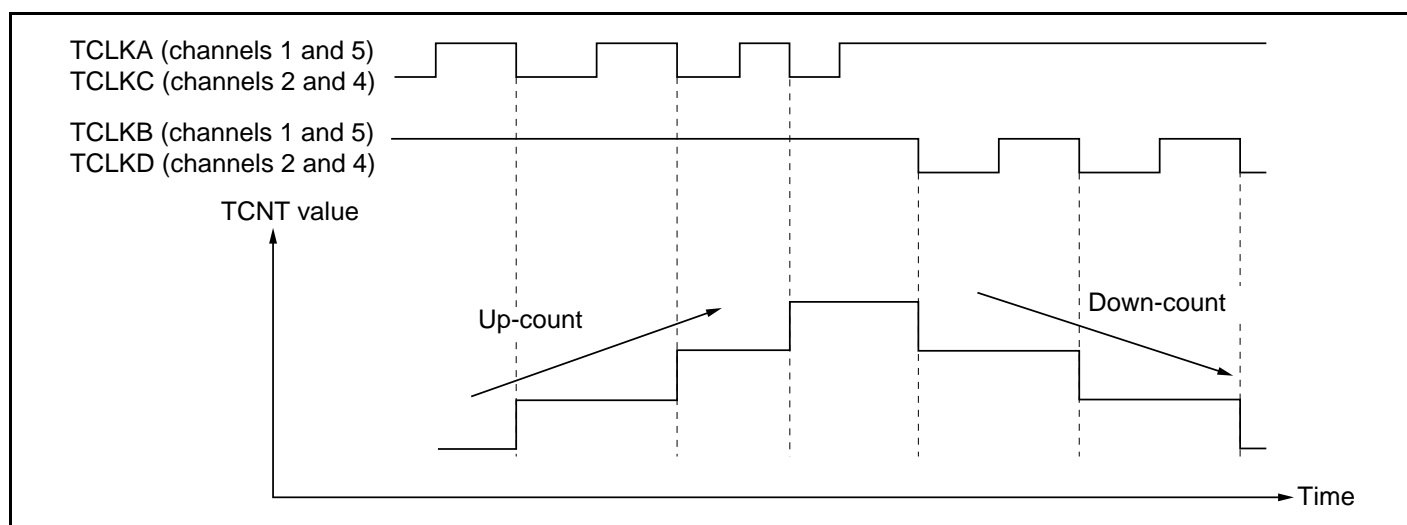 TCLKA (channels 1 and 5)
TCLKC (channels 2 and 4)
TCLKB (channels 1 and 5)
TCLKD (channels 2 and 4)
TCNT value
Up-count
Down-count
Time